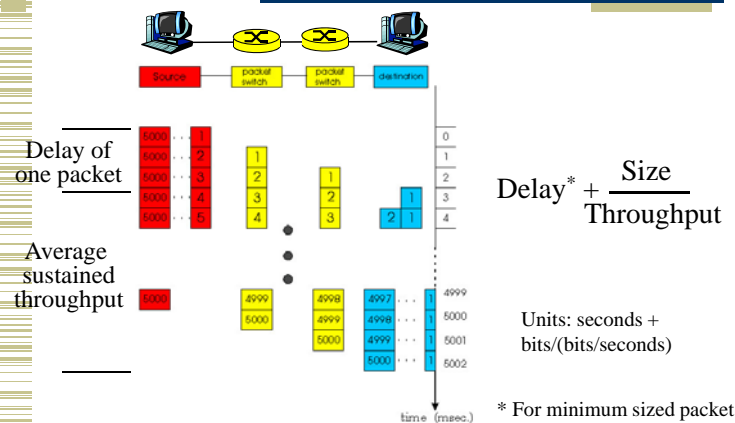 Source
packet switch
packet switch
destination
5000 ··· 1
0
5000 ··· 2
1
1
5000 ··· 3
2
1
2
5000 ··· 4
3
2
1
3
5000 ··· 5
4
3
2 1
4
Delay of
one packet
Delay* + Size
Throughput
Average
sustained
throughput
5000
4999
4998
4997 ··· 1
4999
5000
4999
4998 ··· 1
5000
5000
4999 ··· 1
5001
5000 ··· 1
5002
Units: seconds +
bits/(bits/seconds)
time (msec.)
* For minimum sized packet